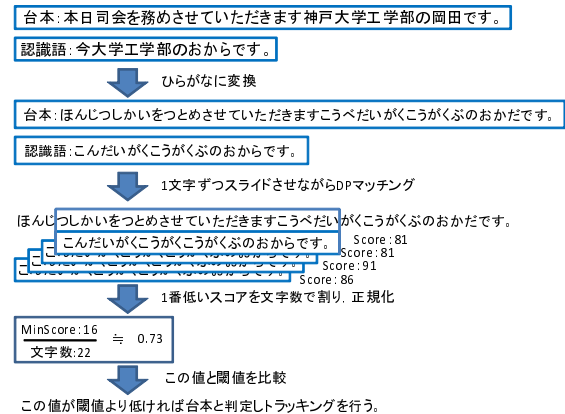 台本：本日司会を務めさせていただきます神戸大学工学部の岡田です。
認識語：今大学工学部のおからです。
ひらがなに変換
台本：ほんじつしかいをつとめさせていただきますこうべだいがくこうがくぶのおかだです。
認識語：こんだいがくこうがくぶのおからです。
1文字ずつスライドさせながらDPマッチング
ほんじつしかいをつとめさせていただきますこうべだいがくこうがくぶのおかだです。
こんだいがくこうがくこうがくぶのおからです。
Score：81
Score：81
Score：91
Score：86
1番低いスコアを文字数で割り，正規化
MinScore：16
文字数：22
≒ 0.73
この値と閾値を比較
この値が閾値より低ければ台本と判定しトラッキングを行う。